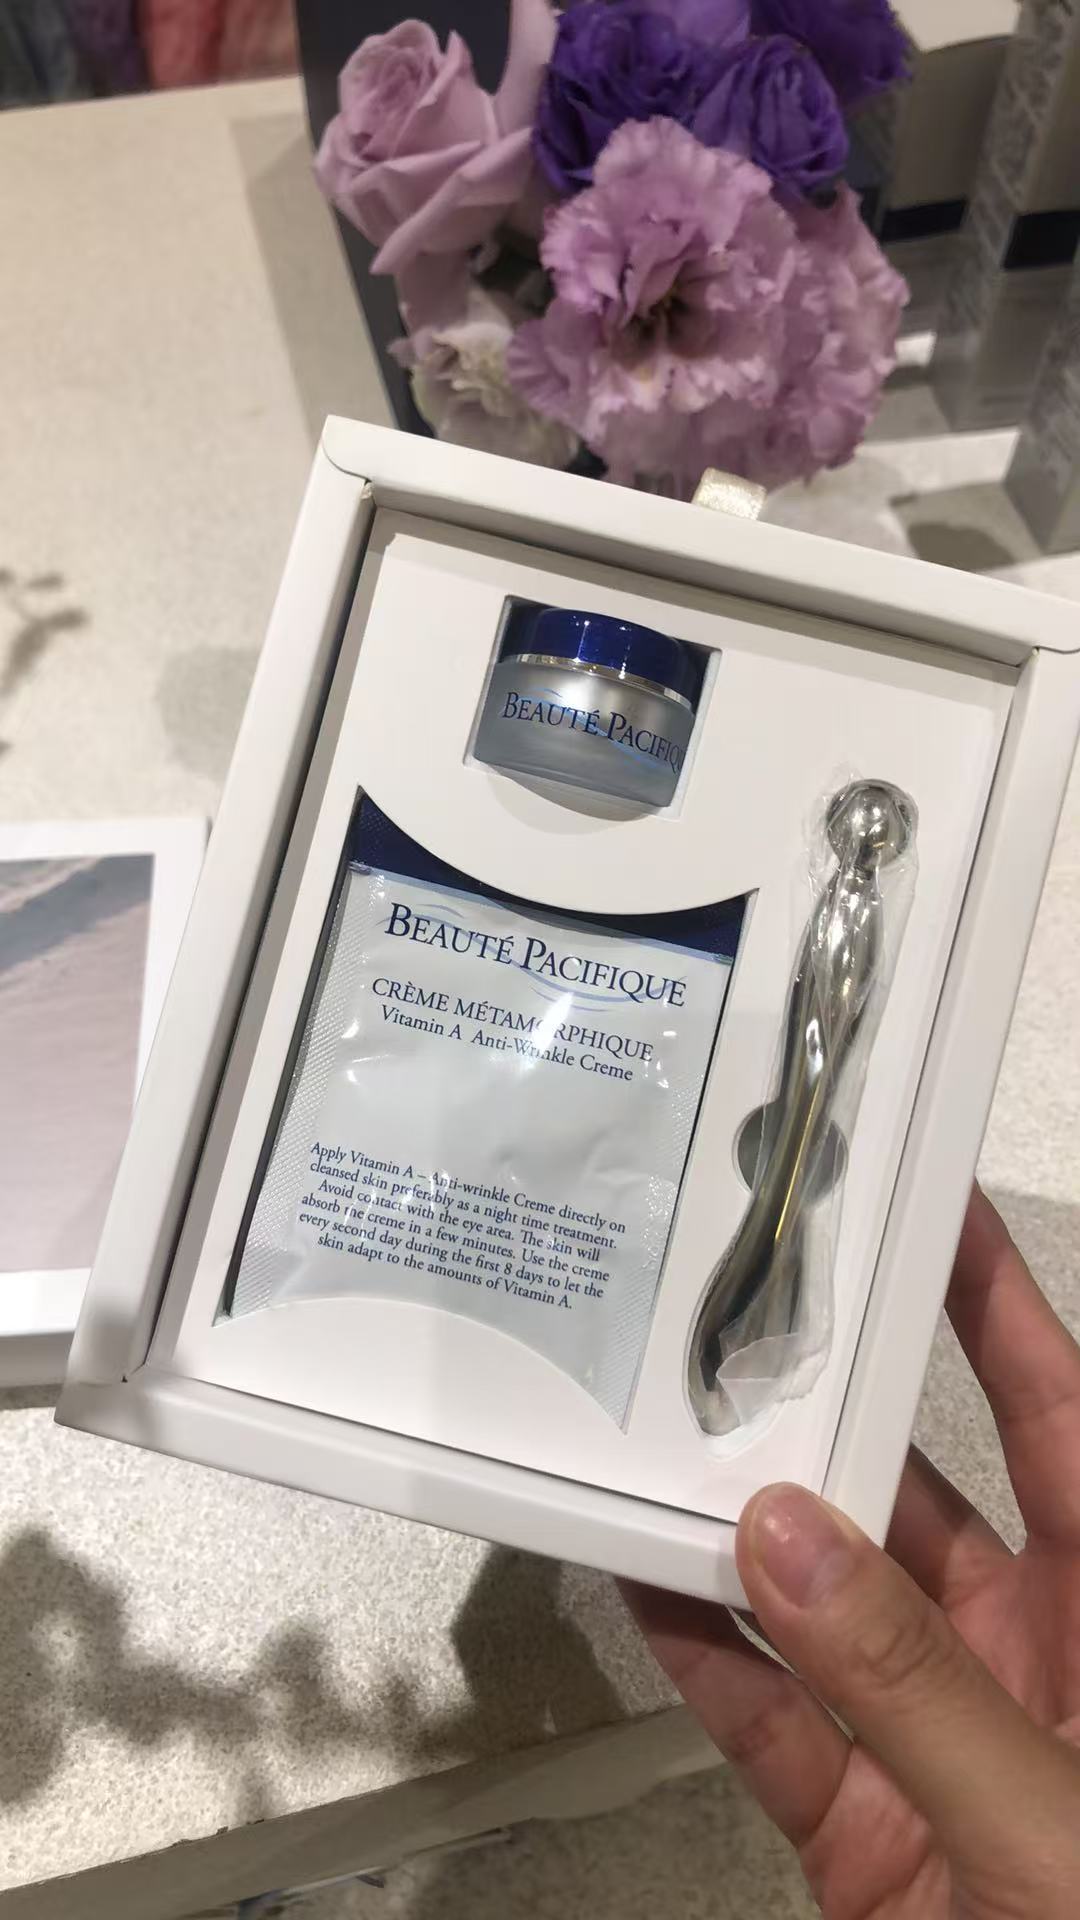 BEAUTÉ PACIFIQ
BEAUTÉ PACIFIQUE
CRÈME MÉTAMORPHIQUE
Vitamin A Anti-Wrinkle Creme
Apply Vitamin A – Anti-wrinkle Creme directly on
cleansed skin preferably as a night time treatment.
Avoid contact with the eye area. The skin will
absorb the creme in a few minutes. Use the creme
every second day during the first 8 days to let the
skin adapt to the amounts of Vitamin A.